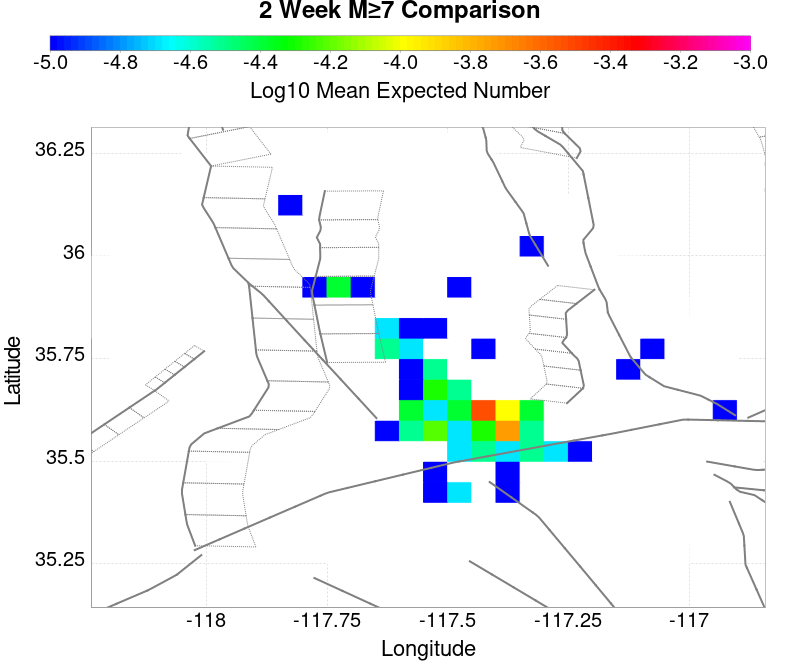 2 Week M≥7 Comparison
-5.0 -4.8 -4.6 -4.4 -4.2 -4.0 -3.8 -3.6 -3.4 -3.2 -3.0
Log10 Mean Expected Number
36.25
36
35.75
35.5
35.25
Latitude
-118 -117.75 -117.5 -117.25 -117
Longitude